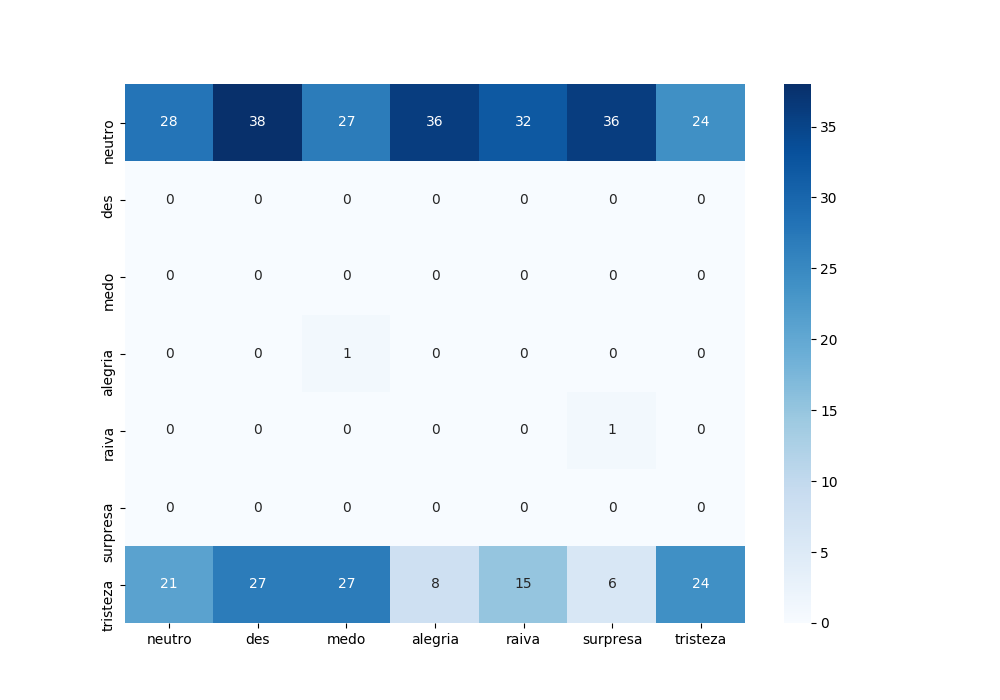 neutro 28 38 27 36 32 36 24
des 0 0 0 0 0 0 0
medo 0 0 0 0 0 0 0
alegria 0 0 1 0 0 0 0
raiva 0 0 0 0 0 1 0
surpresa 0 0 0 0 0 0 0
tristeza 21 27 27 8 15 6 24
neutro des medo alegria raiva surpresa tristeza
35
30
25
20
15
10
5
0